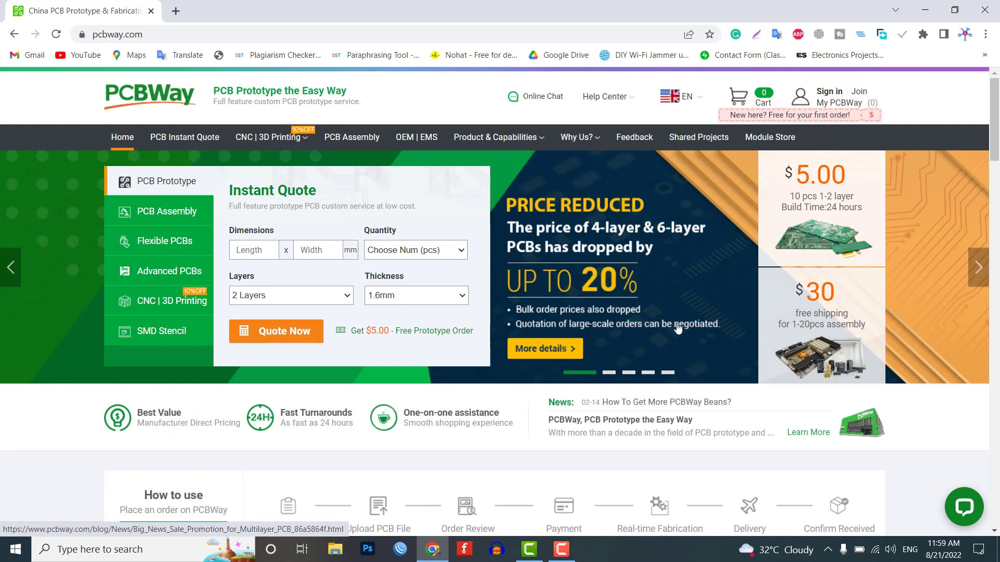 China PCB Prototype & Fabricatio
pcbway.com
Gmail
YouTube
Maps
Translate
SST Plagiarism Checker...
SST Paraphrasing Tool -...
Nohat - Free for de...
Google Drive
DIY Wi-Fi Jammer u...
Contact Form (Clas...
ES Electronics Projects...
»
ABP
tb
PCBWay
PCB Prototype the Easy Way
Full feature custom PCB prototype service.
Online Chat
Help Center
EN
0
Cart
Sign in | Join
My PCBWay (0)
New here? Free for your first order! $
10%OFF
Home
PCB Instant Quote
CNC | 3D Printing
PCB Assembly
OEM | EMS
Product & Capabilities
Why Us?
Feedback
Shared Projects
Module Store
PCB Prototype
PCB Assembly
Flexible PCBs
Advanced PCBs
10%OFF
CNC | 3D Printing
SMD Stencil
Instant Quote
Full feature prototype PCB custom service at low cost.
Dimensions
Quantity
Length x Width mm
Choose Num (pcs)
Layers
Thickness
2 Layers
1.6mm
Quote Now
Get $5.00 - Free Prototype Order
PRICE REDUCED
The price of 4-layer & 6-layer
PCBs has dropped by
UP TO 20%
• Bulk order prices also dropped
• Quotation of large-scale orders can be negotiated.
More details >
$ 5.00
10 pcs 1-2 layer
Build Time:24 hours
$ 30
free shipping
for 1-20pcs assembly
Best Value
Manufacturer Direct Pricing
24H
Fast Turnarounds
As fast as 24 hours
One-on-one assistance
Smooth shopping experience
News: 02-14 How To Get More PCBWay Beans?
PCBWay, PCB Prototype the Easy Way
With more than a decade in the field of PCB prototype and ... Learn More
How to use
Place an order on PCBWay
Upload PCB File
Order Review
Payment
Real-time Fabrication
Delivery
Confirm Received
https://www.pcbway.com/blog/News/Big_News_Sale_Promotion_for_Multilayer_PCB_86a5864f.html
Type here to search
Ps
32°C Cloudy
ENG
11:59 AM
8/21/2022